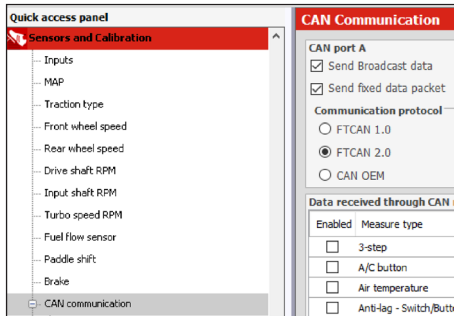 Quick access panel
Sensors and Calibration
Inputs
MAP
Traction type
Front wheel speed
Rear wheel speed
Drive shaft RPM
Input shaft RPM
Turbo speed RPM
Fuel flow sensor
Paddle shift
Brake
CAN communication
CAN Communication
CAN port A
Send Broadcast data
Send fixed data packet
Communication protocol
FTCAN 1.0
FTCAN 2.0
CAN OEM
Data received through CAN
Enabled Measure type
3-step
A/C button
Air temperature
Anti-lag - Switch/Butt